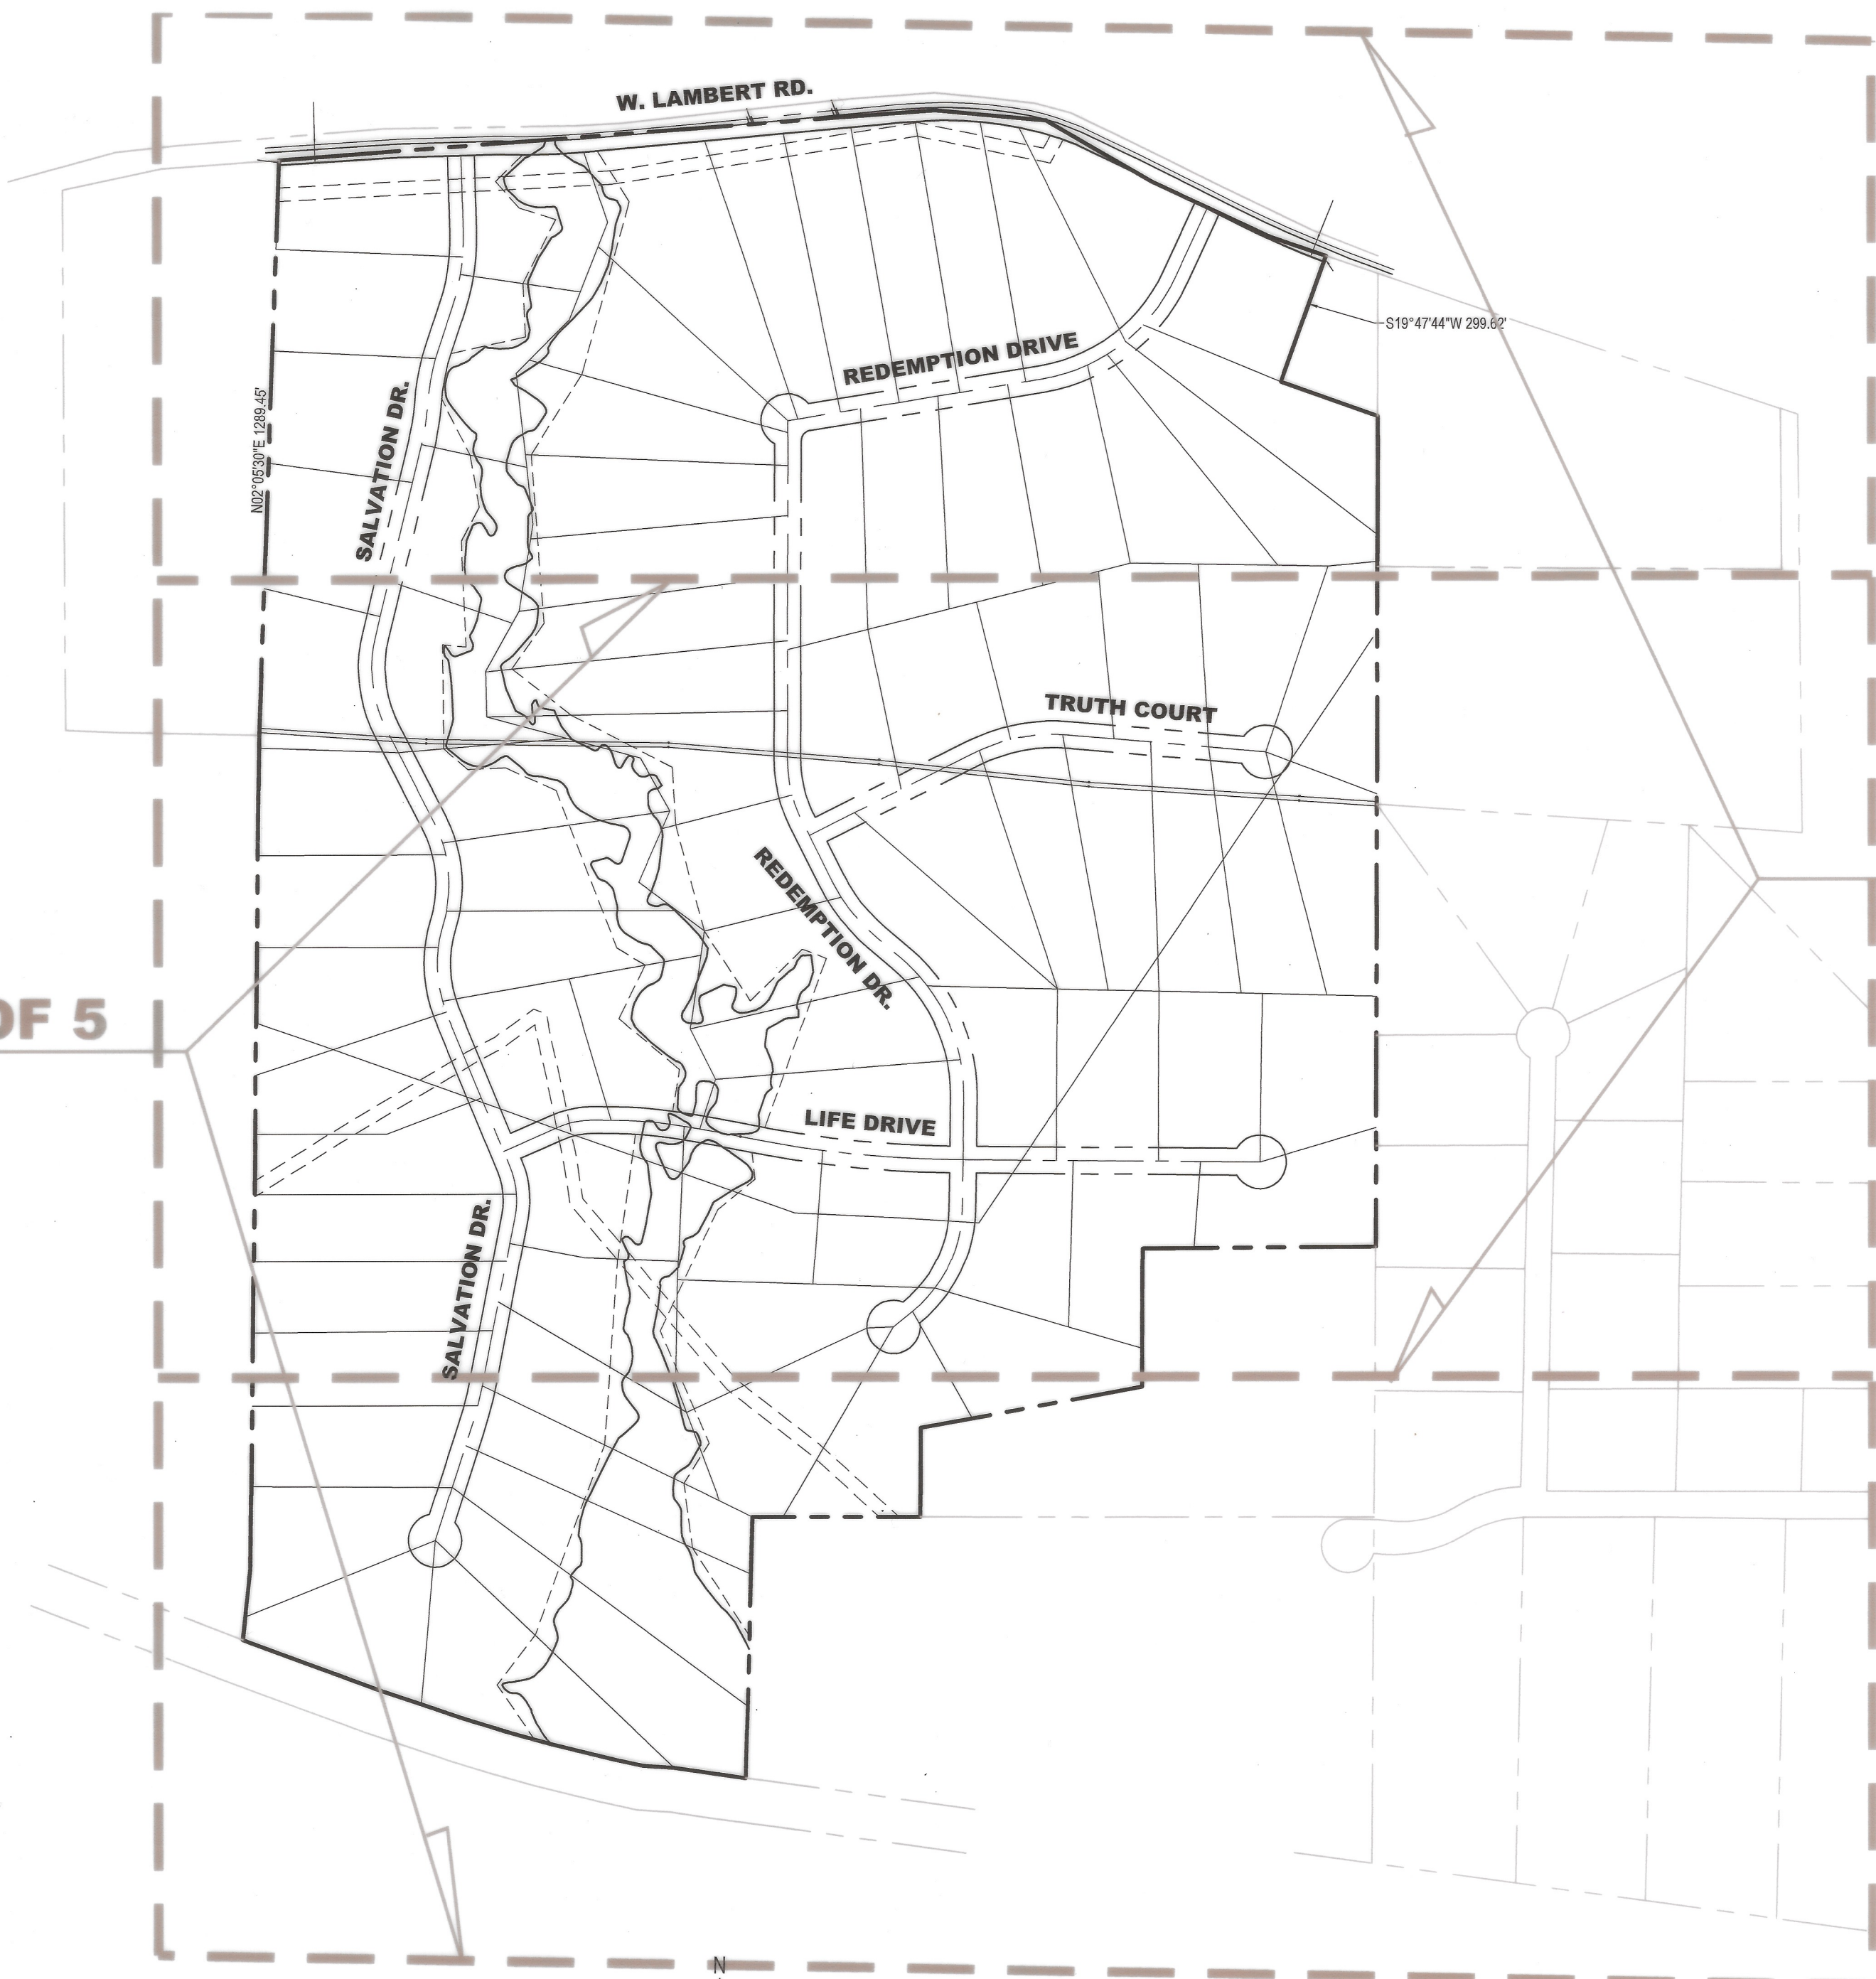 W. LAMBERT RD.
S19°47'44"W 299.62'
REDEMPTION DRIVE
N02°05'30"E 1289.45'
SALVATION DR.
TRUTH COURT
REDEMPTION DR.
OF 5
LIFE DRIVE
SALVATION DR.
N